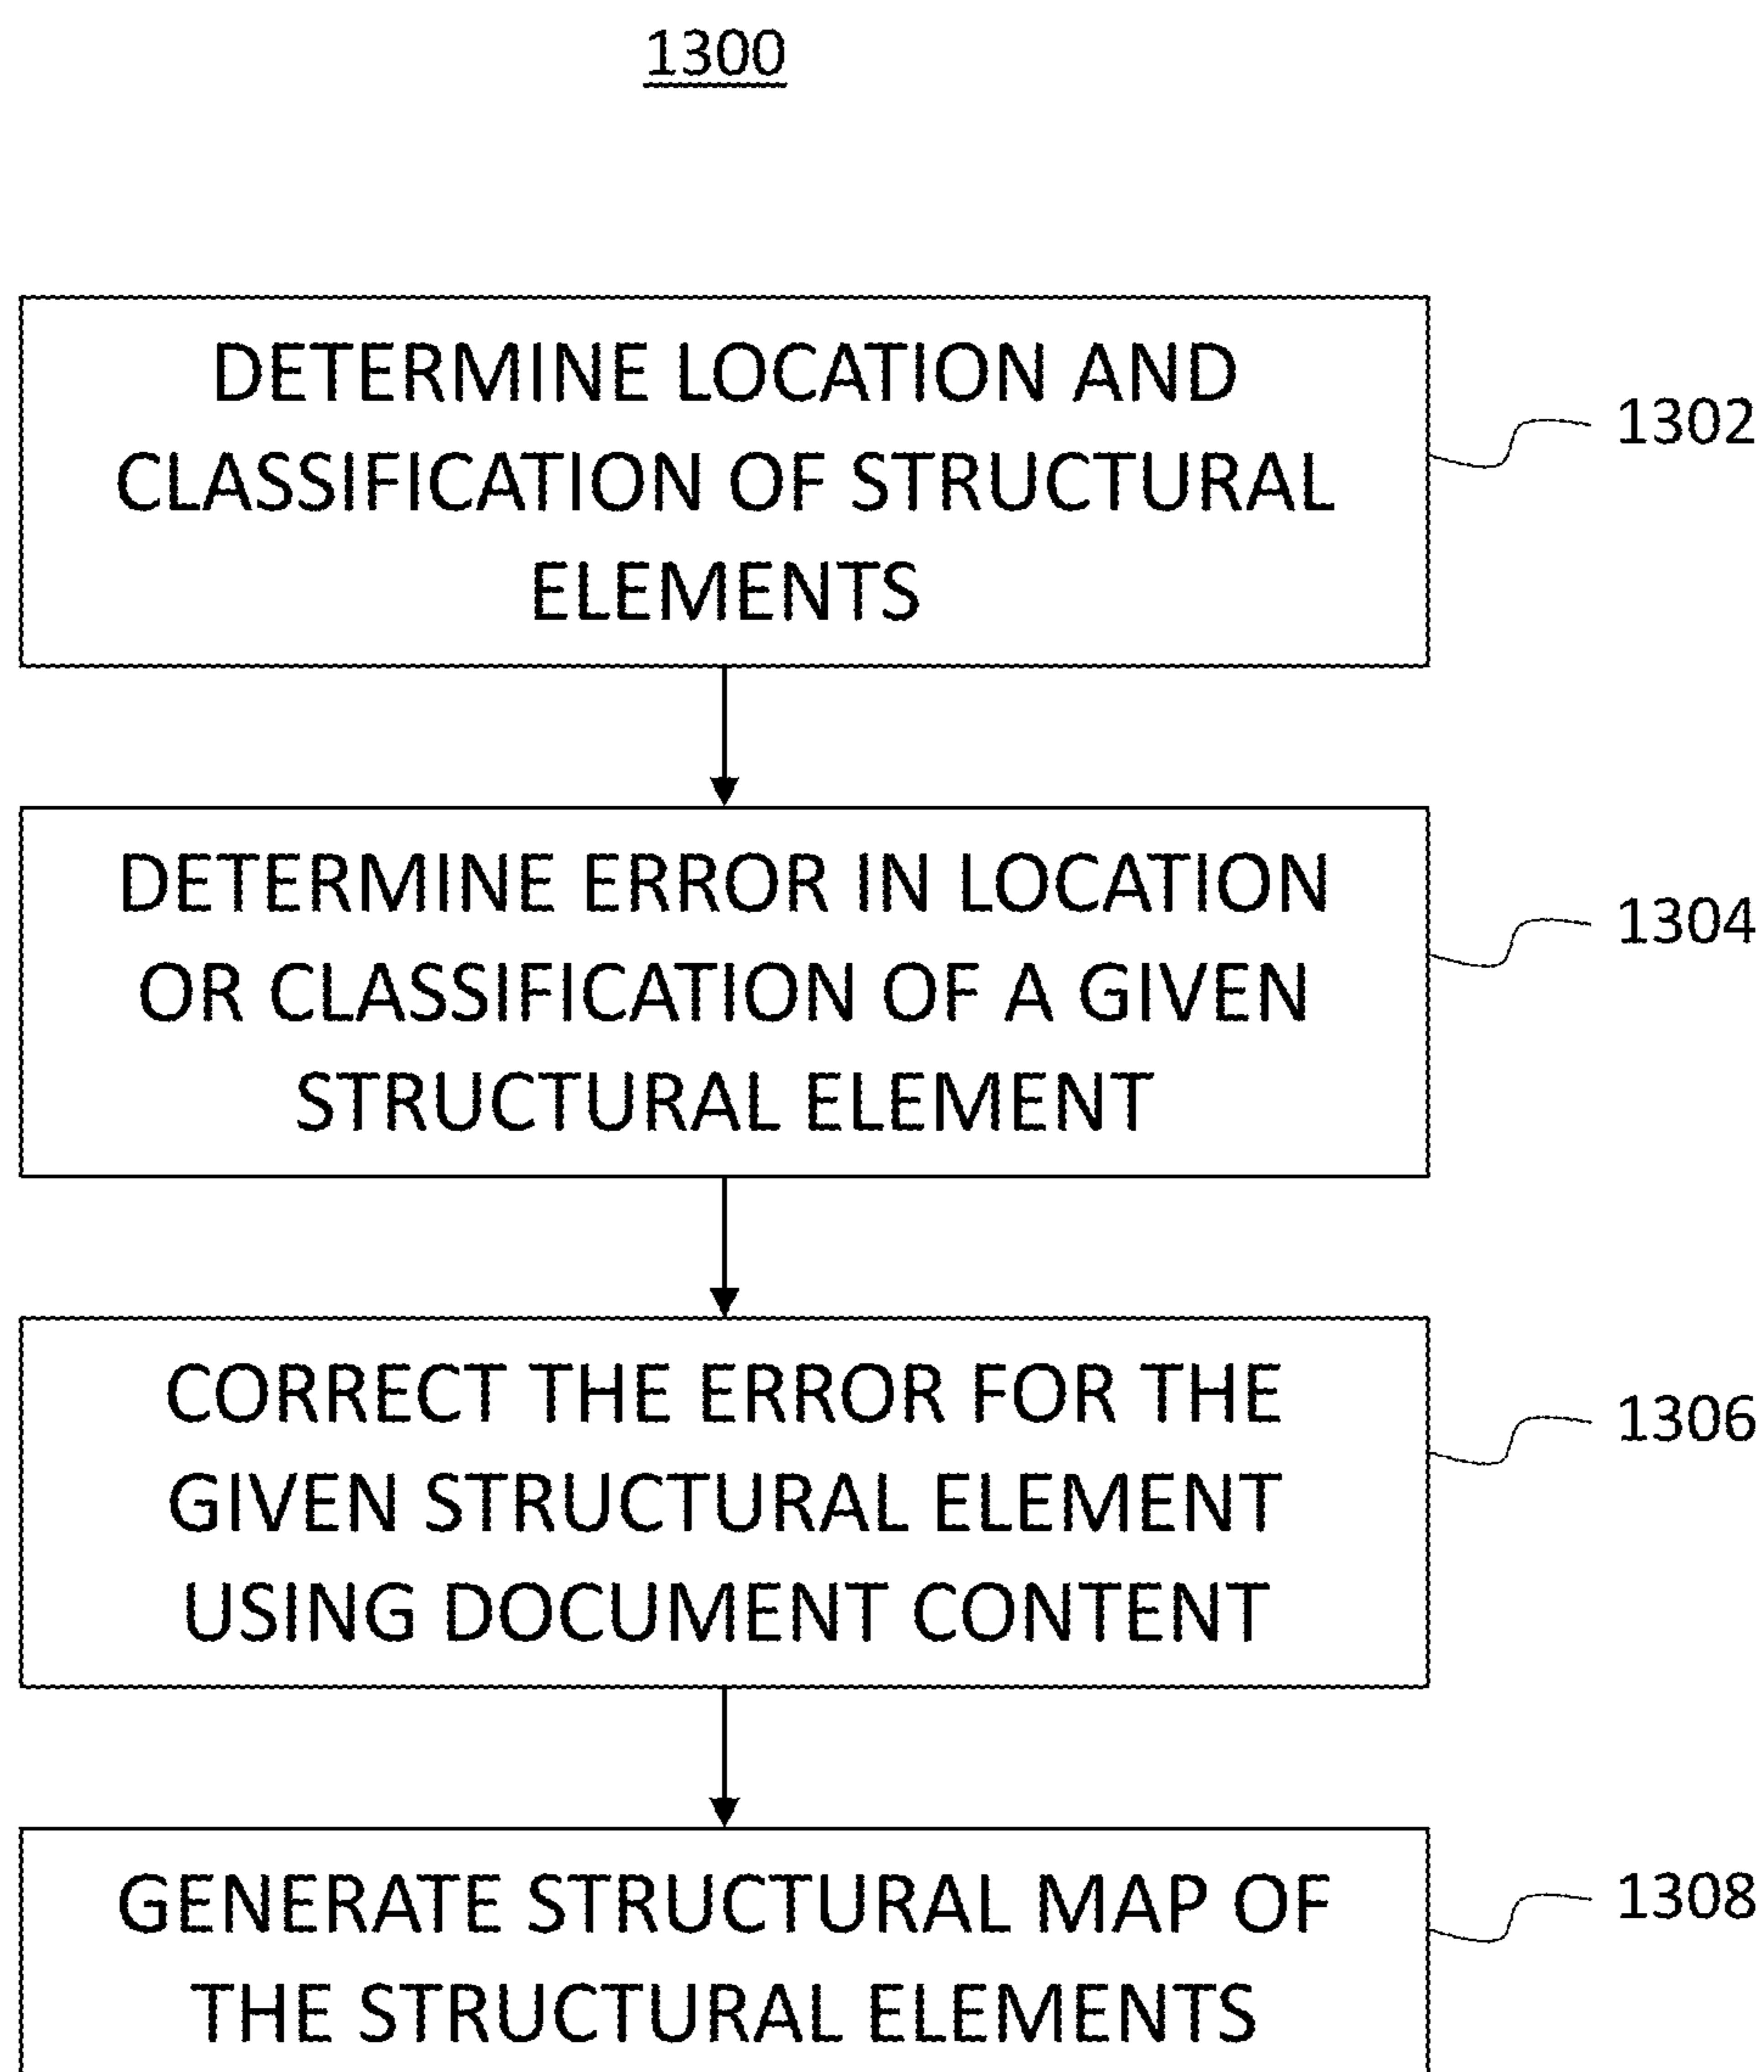 1300
DETERMINE LOCATION AND
CLASSIFICATION OF STRUCTURAL
ELEMENTS
1302
DETERMINE ERROR IN LOCATION
OR CLASSIFICATION OF A GIVEN
STRUCTURAL ELEMENT
1304
CORRECT THE ERROR FOR THE
GIVEN STRUCTURAL ELEMENT
USING DOCUMENT CONTENT
1306
GENERATE STRUCTURAL MAP OF
THE STRUCTURAL ELEMENTS
1308